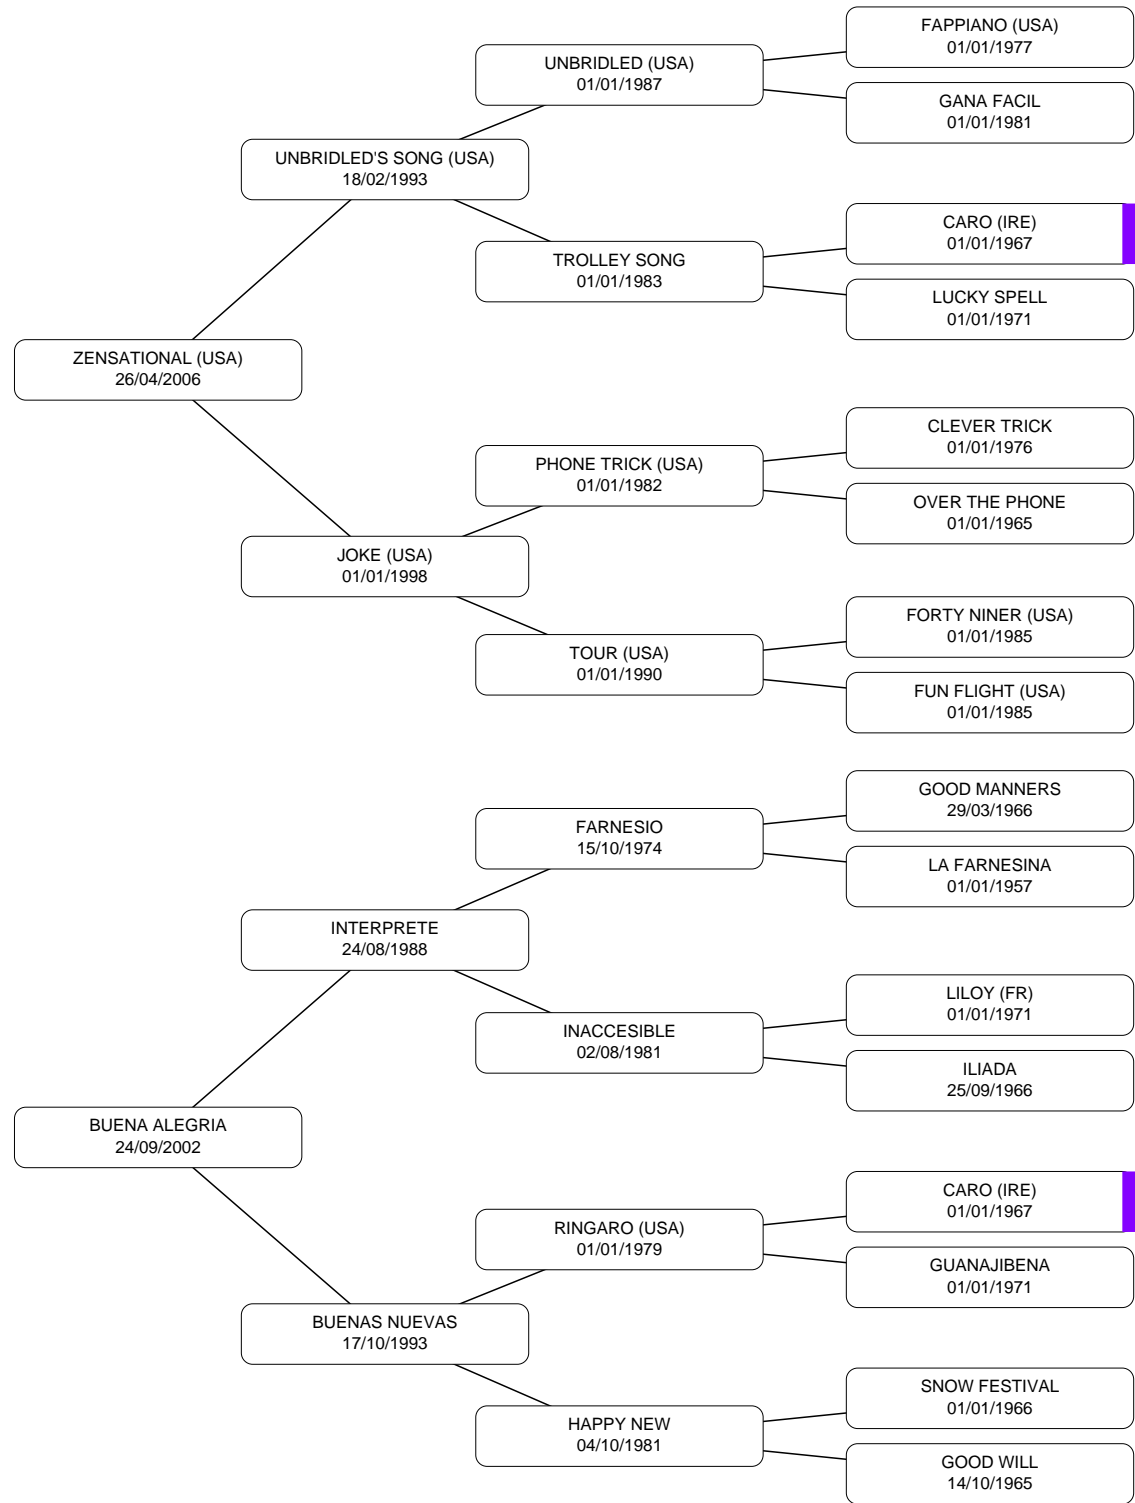 FAPPIANO (USA)
01/01/1977
UNBRIDLED (USA)
01/01/1987
GANA FACIL
01/01/1981
UNBRIDLED'S SONG (USA)
18/02/1993
CARO (IRE)
01/01/1967
TROLLEY SONG
01/01/1983
LUCKY SPELL
01/01/1971
ZENSATIONAL (USA)
26/04/2006
CLEVER TRICK
01/01/1976
PHONE TRICK (USA)
01/01/1982
OVER THE PHONE
01/01/1965
JOKE (USA)
01/01/1998
FORTY NINER (USA)
01/01/1985
TOUR (USA)
01/01/1990
FUN FLIGHT (USA)
01/01/1985
GOOD MANNERS
29/03/1966
FARNESIO
15/10/1974
LA FARNESINA
01/01/1957
INTERPRETE
24/08/1988
LILOY (FR)
01/01/1971
INACCESIBLE
02/08/1981
ILIADA
25/09/1966
BUENA ALEGRIA
24/09/2002
CARO (IRE)
01/01/1967
RINGARO (USA)
01/01/1979
GUANAJIBENA
01/01/1971
BUENAS NUEVAS
17/10/1993
SNOW FESTIVAL
01/01/1966
HAPPY NEW
04/10/1981
GOOD WILL
14/10/1965